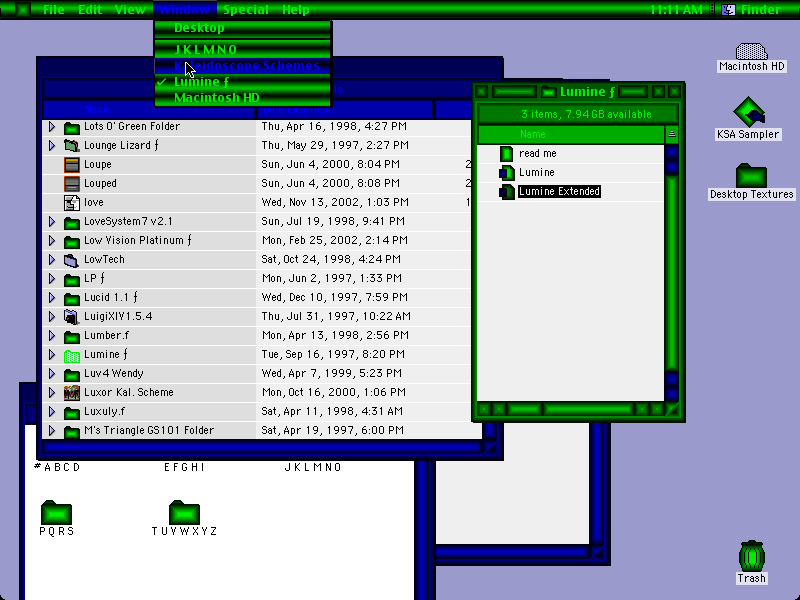 File Edit View Window Special Help 11:11 AM Finder
Desktop
JKLMNO
Kaleidoscope Schemes
Lumine ƒ
Macintosh HD
Name
Lots O' Green Folder Thu, Apr 16, 1998, 4:27 PM
Lounge Lizard ƒ Thu, May 29, 1997, 2:27 PM
Loupe Sun, Jun 4, 2000, 8:04 PM 2
Louped Sun, Jun 4, 2000, 8:08 PM 2
love Wed, Nov 13, 2002, 1:03 PM 1
LoveSystem7 v2.1 Sun, Jul 19, 1998, 9:41 PM
Low Vision Platinum ƒ Mon, Feb 25, 2002, 2:14 PM
LowTech Sat, Oct 24, 1998, 4:24 PM
LP ƒ Mon, Jun 2, 1997, 1:33 PM
Lucid 1.1 ƒ Wed, Dec 10, 1997, 7:59 PM
LuigiXIV1.5.4 Thu, Jul 31, 1997, 10:22 AM
Lumber.f Mon, Apr 13, 1998, 2:56 PM
Lumine ƒ Tue, Sep 16, 1997, 8:20 PM
Luv4 Wendy Wed, Apr 7, 1999, 5:23 PM
Luxor Kal. Scheme Mon, Oct 16, 2000, 1:06 PM
Luxuly.f Sat, Apr 11, 1998, 4:31 AM
M's Triangle GS101 Folder Sat, Apr 19, 1997, 6:00 PM
#ABCD EFGHI JKLMNO
PQRS TUYWXYZ
Lumine ƒ
3 items, 7.94 GB available
Name
read me
Lumine
Lumine Extended
Macintosh HD
KSA Sampler
Desktop Textures
Trash